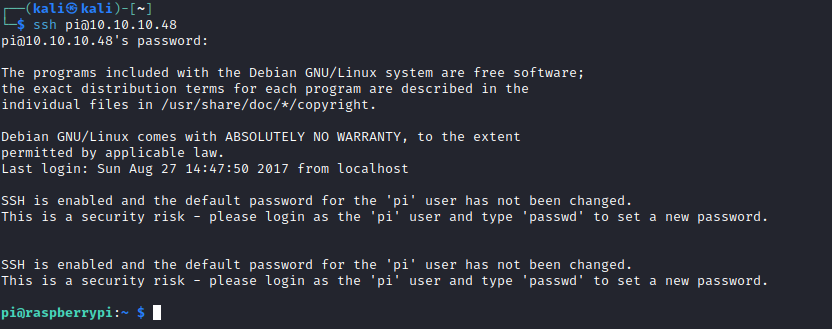 ┌──(kali㉿kali)-[~]
└─$ ssh pi@10.10.10.48
pi@10.10.10.48's password:
The programs included with the Debian GNU/Linux system are free software;
the exact distribution terms for each program are described in the
individual files in /usr/share/doc/*/copyright.
Debian GNU/Linux comes with ABSOLUTELY NO WARRANTY, to the extent
permitted by applicable law.
Last login: Sun Aug 27 14:47:50 2017 from localhost
SSH is enabled and the default password for the 'pi' user has not been changed.
This is a security risk - please login as the 'pi' user and type 'passwd' to set a new password.
SSH is enabled and the default password for the 'pi' user has not been changed.
This is a security risk - please login as the 'pi' user and type 'passwd' to set a new password.
pi@raspberrypi:~ $